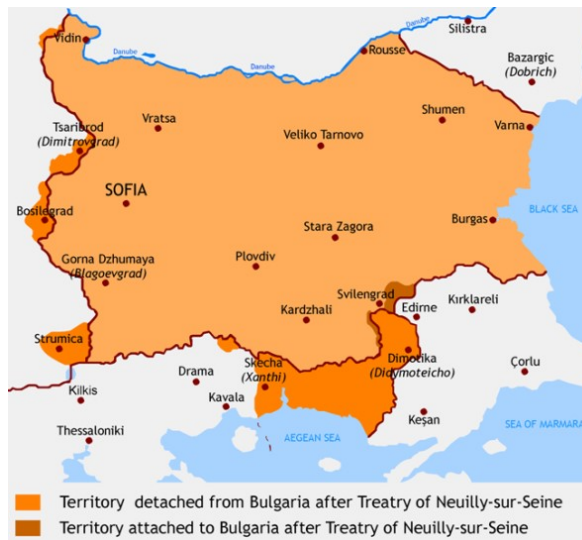 Vidin
Danube
Danube
Danube
Rousse
Silistra
Bazargic
(Dobrich)
Tsaribrod
(Dimitrovgrad)
Vratsa
Veliko Tarnovo
Shumen
Varna
SOFIA
Bosilegrad
Stara Zagora
Burgas
BLACK SEA
Gorna Dzhumaya
(Blagoevgrad)
Plovdiv
Svilengrad
Kardzhali
Edirne
Kırklareli
Strumica
Skecha
(Xanthi)
Dimotika
(Didymoteicho)
Çorlu
Drama
Kilkis
Kavala
Keşan
Thessaloniki
AEGEAN SEA
SEA OF MARMARA
Territory detached from Bulgaria after Treatry of Neuilly-sur-Seine
Territory attached to Bulgaria after Treatry of Neuilly-sur-Seine